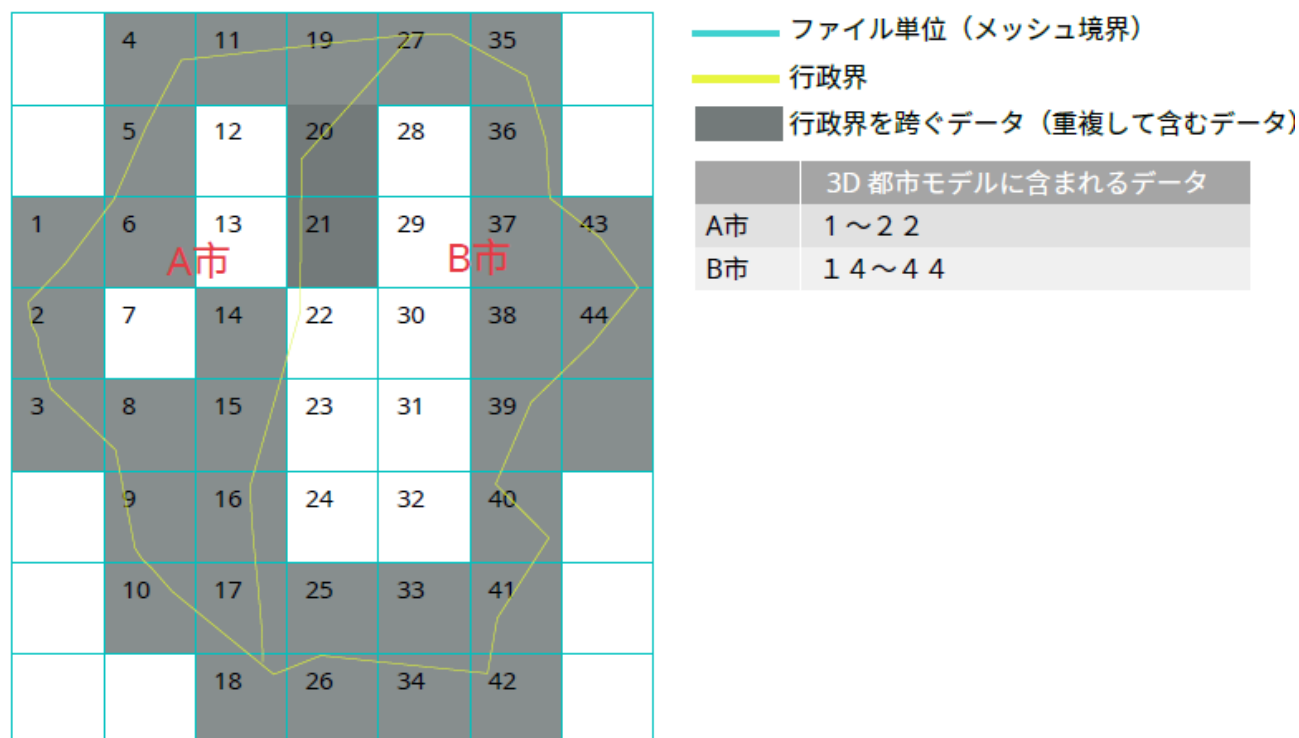 4 11 19 27 35
5 12 20 28 36
1 6 13 21 29 37 43
A市 B市
2 7 14 22 30 38 44
3 8 15 23 31 39
9 16 24 32 40
10 17 25 33 41
18 26 34 42
ファイル単位（メッシュ境界）
行政界
行政界を跨ぐデータ（重複して含むデータ）
3D 都市モデルに含まれるデータ
A市 1～２２
B市 １４～４４